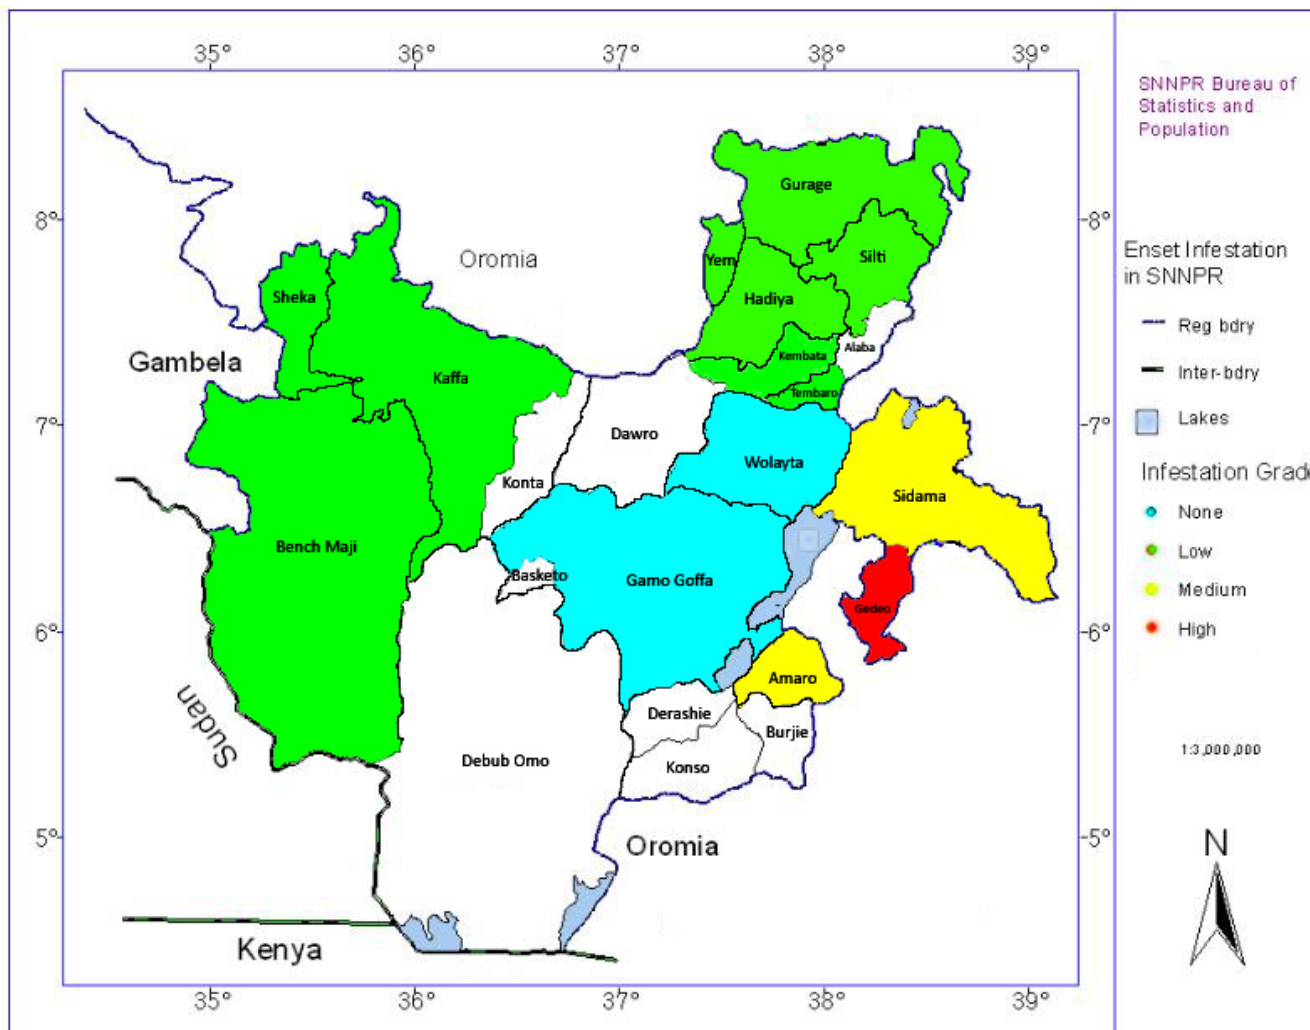 35° 36° 37° 38° 39°
SNNPR Bureau of
Statistics and
Population
8° 8°
7° 7°
6° 6°
5° 5°
Gurage
Silti
Yem
Hadiya
Oromia
Sheka
Kembata
Alaba
Tembaro
Gambela
Kaffa
Dawro
Wolayta
Konta
Sidama
Bench Maji
Basketo
Gamo Goffa
Gedeo
Amaro
Derashie
Burjie
Sudan
Debub Omo
Konso
Oromia
Kenya
35° 36° 37° 38° 39°
Enset Infestation
in SNNPR
Reg bdry
Inter-bdry
Lakes
Infestation Grade
None
Low
Medium
High
1:3,000,000
N